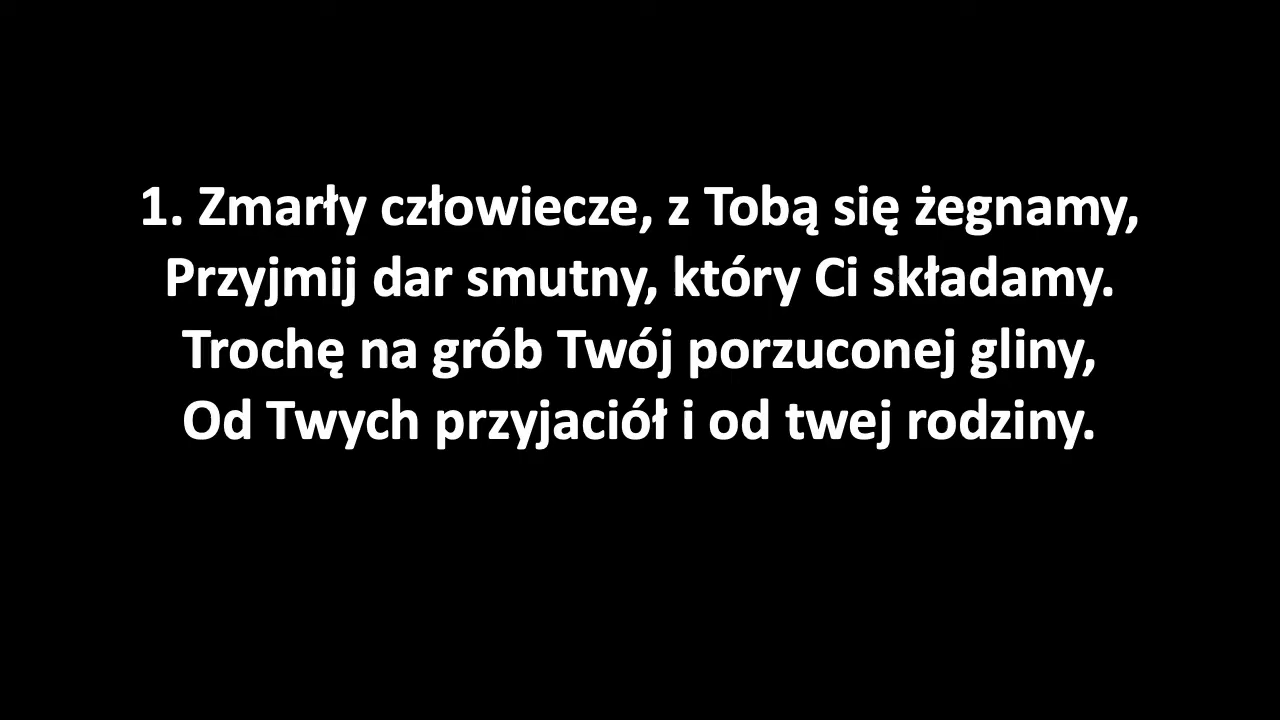 1. Zmarły człowiecze, z Tobą się żegnamy,
Przyjmij dar smutny, który Ci składamy.
Trochę na grób Twój porzuconej gliny,
Od Twych przyjaciół i od twej rodziny.